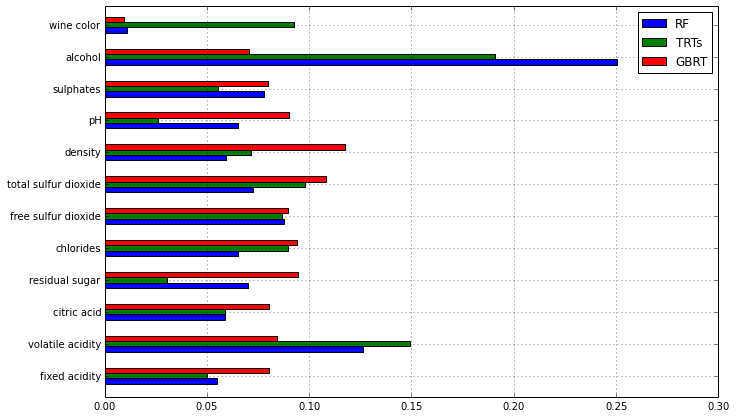 wine color
alcohol
sulphates
pH
density
total sulfur dioxide
free sulfur dioxide
chlorides
residual sugar
citric acid
volatile acidity
fixed acidity
RF
TRTs
GBRT
0.00 0.05 0.10 0.15 0.20 0.25 0.30